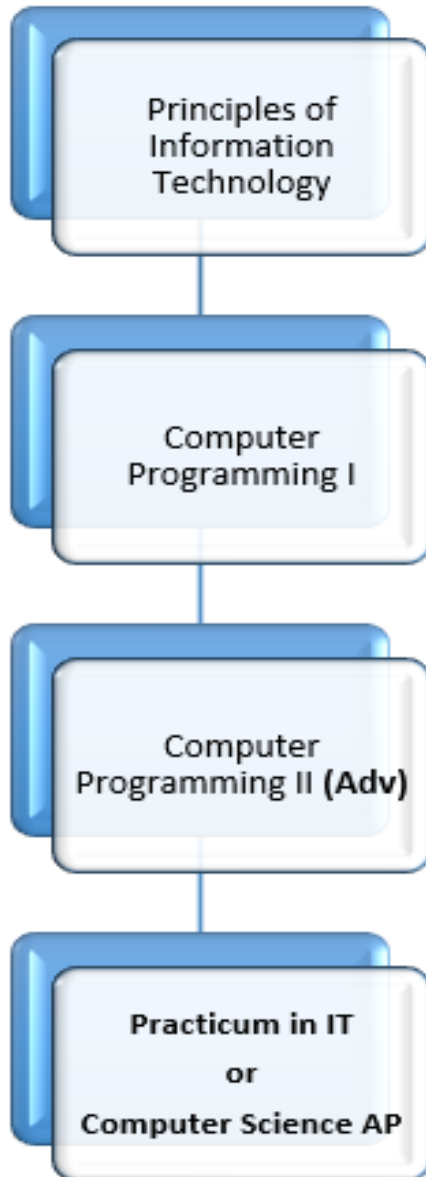 Principles of
Information
Technology
Computer
Programming I
Computer
Programming II (Adv)
Practicum in IT
or
Computer Science AP